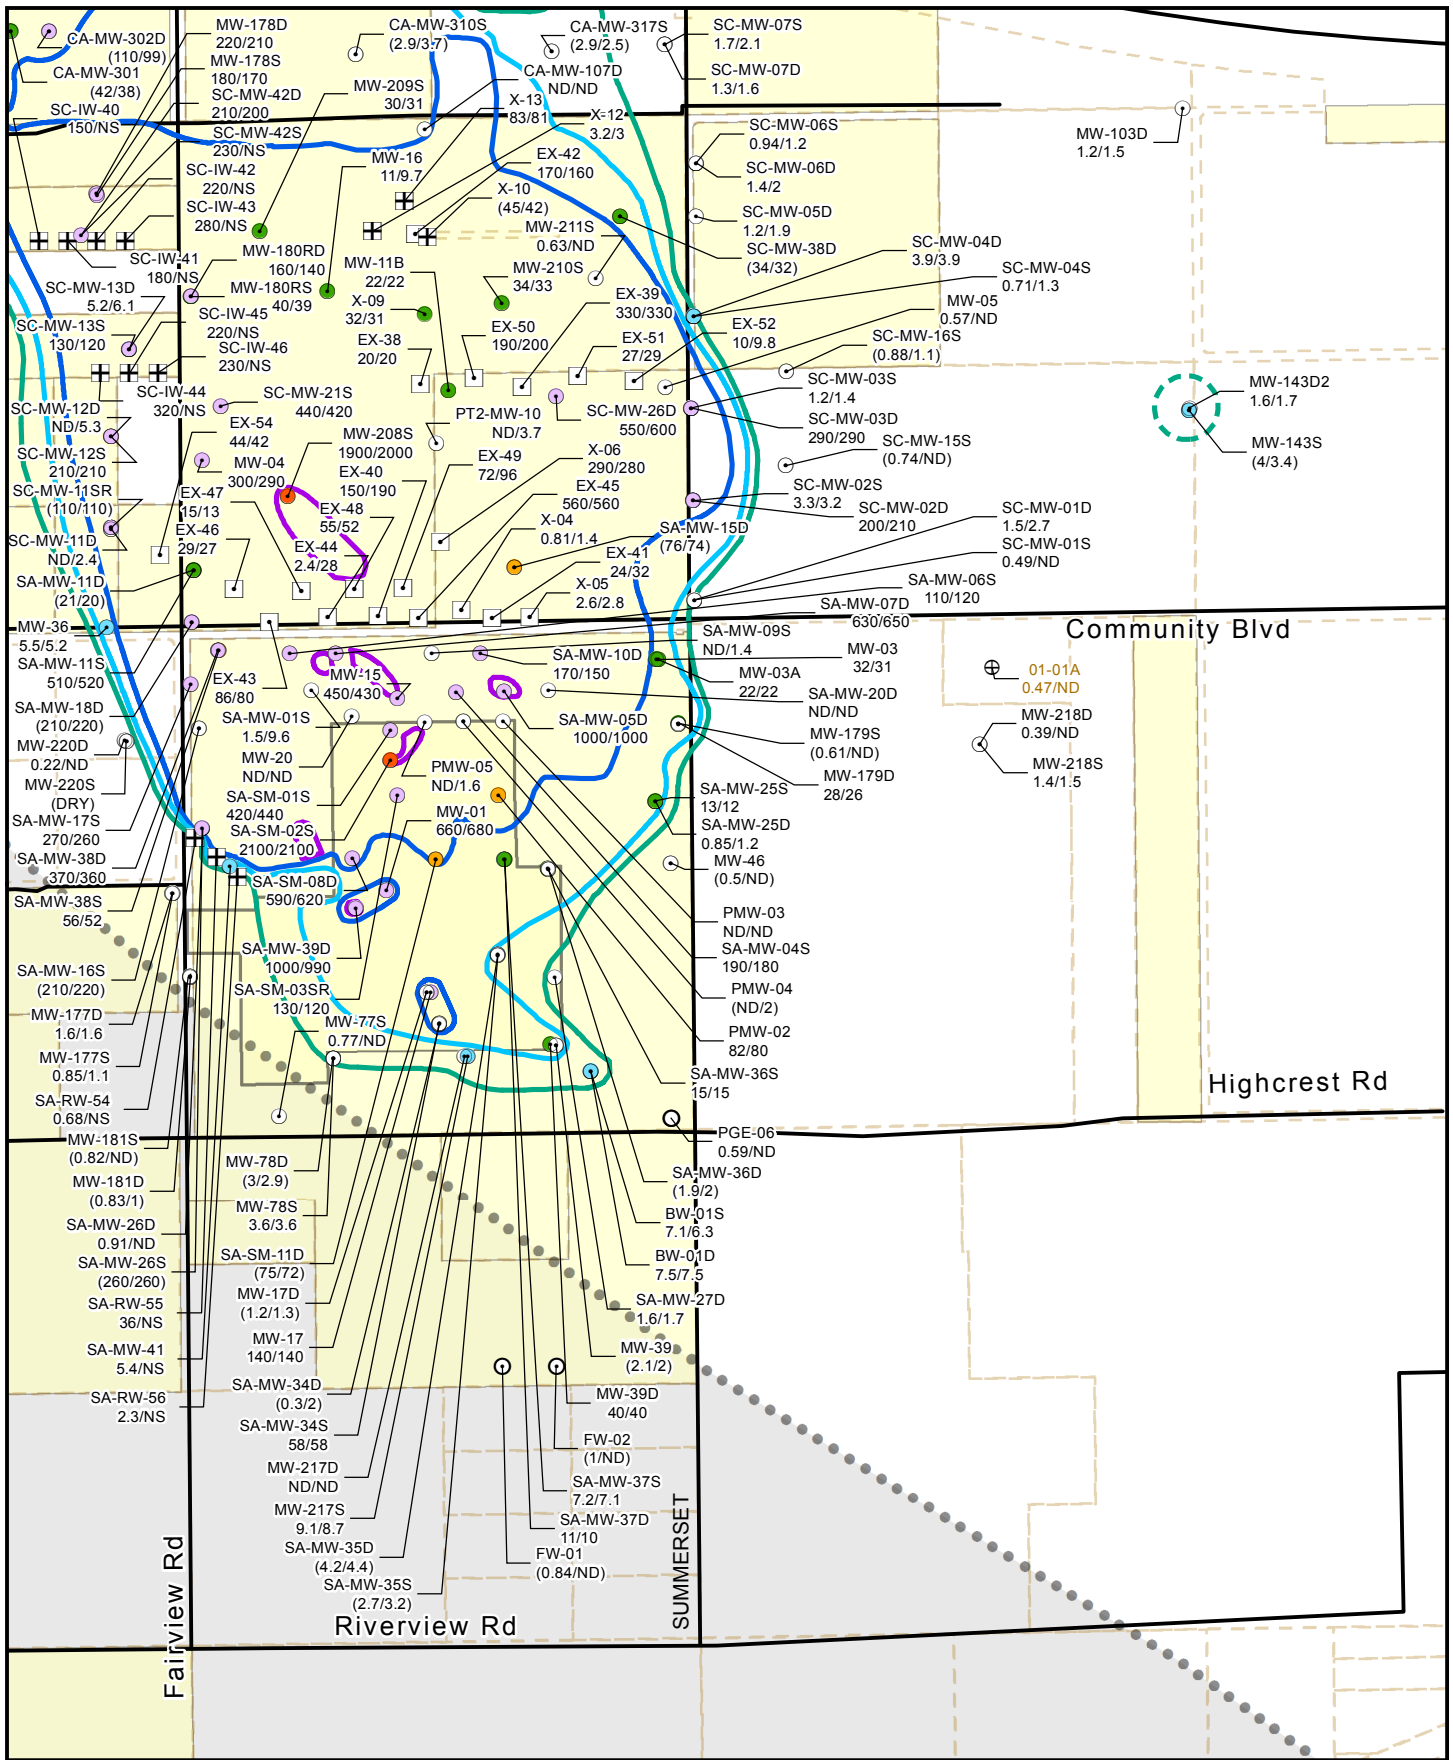 CA-MW-302D
(110/99)
CA-MW-301
(42/38)
SC-IW-40
150/NS
MW-178D
220/210
MW-178S
180/170
SC-MW-42D
210/200
SC-MW-42S
230/NS
SC-IW-42
220/NS
SC-IW-43
280/NS
SC-IW-41
180/NS
CA-MW-310S
(2.9/3.7)
CA-MW-317S
(2.9/2.5)
CA-MW-107D
ND/ND
MW-209S
30/31
X-13
83/81
X-12
3.2/3
MW-16
11/9.7
EX-42
170/160
X-10
(45/42)
MW-211S
0.63/ND
SC-MW-07S
1.7/2.1
SC-MW-07D
1.3/1.6
SC-MW-06S
0.94/1.2
SC-MW-06D
1.4/2
SC-MW-05D
1.2/1.9
SC-MW-38D
(34/32)
MW-103D
1.2/1.5
SC-MW-04D
3.9/3.9
SC-MW-04S
0.71/1.3
MW-05
0.57/ND
SC-MW-16S
(0.88/1.1)
SC-MW-13D
5.2/6.1
MW-180RD
160/140
MW-180RS
40/39
MW-11B
22/22
MW-210S
34/33
X-09
32/31
EX-39
330/330
SC-MW-13S
130/120
SC-IW-45
220/NS
SC-IW-46
230/NS
EX-38
20/20
EX-50
190/200
EX-51
27/29
EX-52
10/9.8
SC-IW-44
320/NS
SC-MW-21S
440/420
SC-MW-03S
1.2/1.4
SC-MW-03D
290/290
MW-143D2
1.6/1.7
MW-143S
(4/3.4)
SC-MW-12D
ND/5.3
EX-54
44/42
MW-208S
1900/2000
PT2-MW-10
ND/3.7
SC-MW-26D
550/600
SC-MW-15S
(0.74/ND)
SC-MW-12S
210/210
MW-04
300/290
EX-40
150/190
EX-49
72/96
X-06
290/280
SC-MW-11SR
(110/110)
EX-47
15/13
EX-48
55/52
EX-45
560/560
SC-MW-02S
3.3/3.2
SC-MW-02D
200/210
SC-MW-01D
1.5/2.7
SC-MW-01S
0.49/ND
SC-MW-11D
ND/2.4
EX-46
29/27
EX-44
2.4/28
X-04
0.81/1.4
SA-MW-15D
(76/74)
EX-41
24/32
X-05
2.6/2.8
SA-MW-11D
(21/20)
SA-MW-06S
110/120
SA-MW-07D
630/650
MW-36
5.5/5.2
Community Blvd
SA-MW-11S
510/520
EX-43
86/80
MW-15
450/430
SA-MW-10D
170/150
SA-MW-09S
ND/1.4
MW-03
32/31
MW-03A
22/22
SA-MW-20D
ND/ND
01-01A
0.47/ND
SA-MW-18D
(210/220)
SA-MW-01S
1.5/9.6
SA-MW-05D
1000/1000
MW-179S
(0.61/ND)
MW-179D
28/26
MW-218D
0.39/ND
MW-218S
1.4/1.5
MW-220D
0.22/ND
MW-20
ND/ND
PMW-05
ND/1.6
MW-220S
(DRY)
SA-SM-01S
420/440
MW-01
660/680
SA-MW-25S
13/12
SA-MW-25D
0.85/1.2
SA-MW-17S
270/260
SA-SM-02S
2100/2100
MW-46
(0.5/ND)
SA-MW-38D
370/360
SA-SM-08D
590/620
SA-MW-38S
56/52
PMW-03
ND/ND
SA-MW-39D
1000/990
SA-MW-04S
190/180
SA-MW-16S
(210/220)
SA-SM-03SR
130/120
PMW-04
(ND/2)
MW-177D
1.6/1.6
MW-77S
0.77/ND
PMW-02
82/80
MW-177S
0.85/1.1
SA-MW-36S
15/15
Highcrest Rd
SA-RW-54
0.68/NS
PGE-06
0.59/ND
MW-181S
(0.82/ND)
MW-78D
(3/2.9)
SA-MW-36D
(1.9/2)
MW-181D
(0.83/1)
MW-78S
3.6/3.6
BW-01S
7.1/6.3
SA-MW-26D
0.91/ND
SA-SM-11D
(75/72)
BW-01D
7.5/7.5
SA-MW-26S
(260/260)
MW-17D
(1.2/1.3)
SA-MW-27D
1.6/1.7
SA-RW-55
36/NS
MW-17
140/140
MW-39
(2.1/2)
SA-MW-41
5.4/NS
SA-MW-34D
(0.3/2)
MW-39D
40/40
SA-RW-56
2.3/NS
SA-MW-34S
58/58
FW-02
(1/ND)
MW-217D
ND/ND
SA-MW-37S
7.2/7.1
MW-217S
9.1/8.7
SA-MW-37D
11/10
SA-MW-35D
(4.2/4.4)
FW-01
(0.84/ND)
SA-MW-35S
(2.7/3.2)
Fairview Rd
SUMMERSET
Riverview Rd